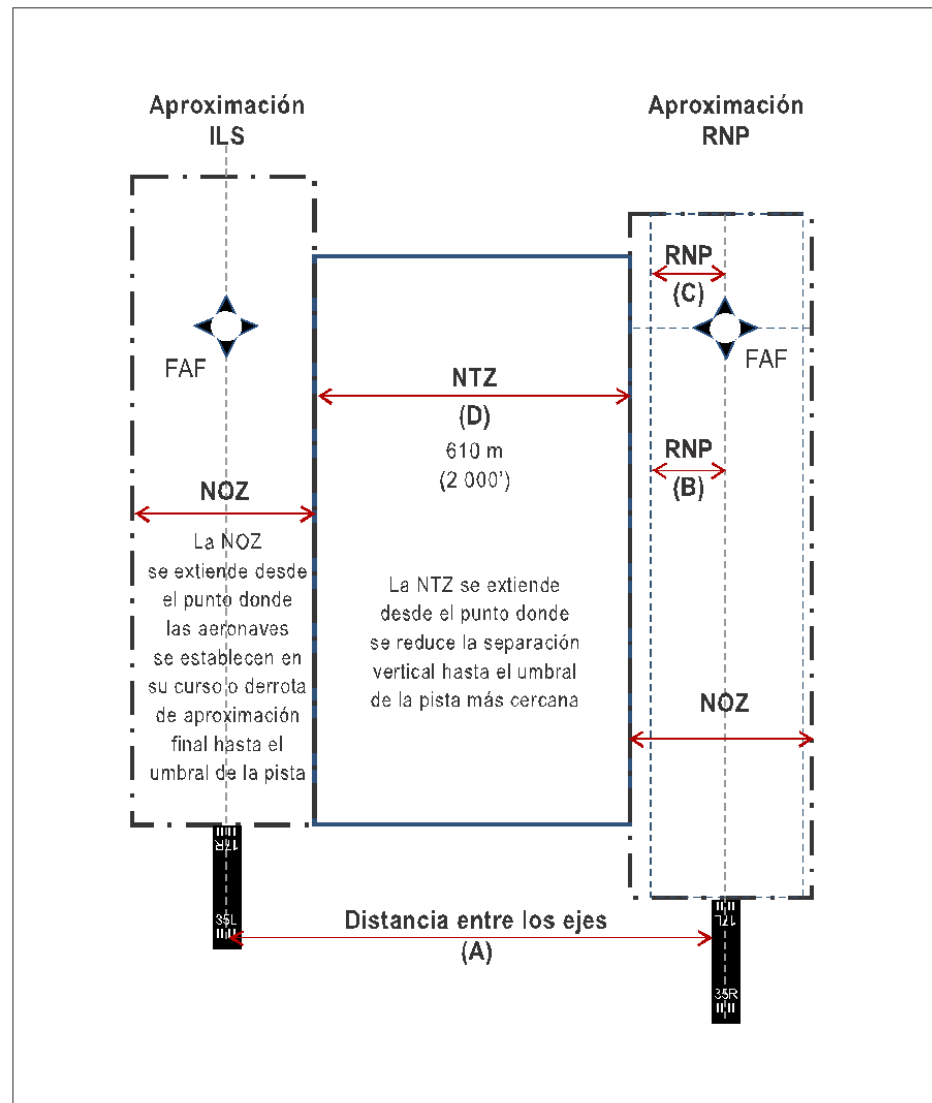 Aproximación
ILS
Aproximación
RNP
RNP
(C)
FAF
FAF
NTZ
(D)
610 m
(2 000')
RNP
(B)
NOZ
La NOZ
se extiende desde
el punto donde
las aeronaves
se establecen en
su curso o derrota
de aproximación
final hasta el
umbral de la pista
La NTZ se extiende
desde el punto donde
se reduce la separación
vertical hasta el umbral
de la pista más cercana
NOZ
17R
35L
Distancia entre los ejes
(A)
17L
35R